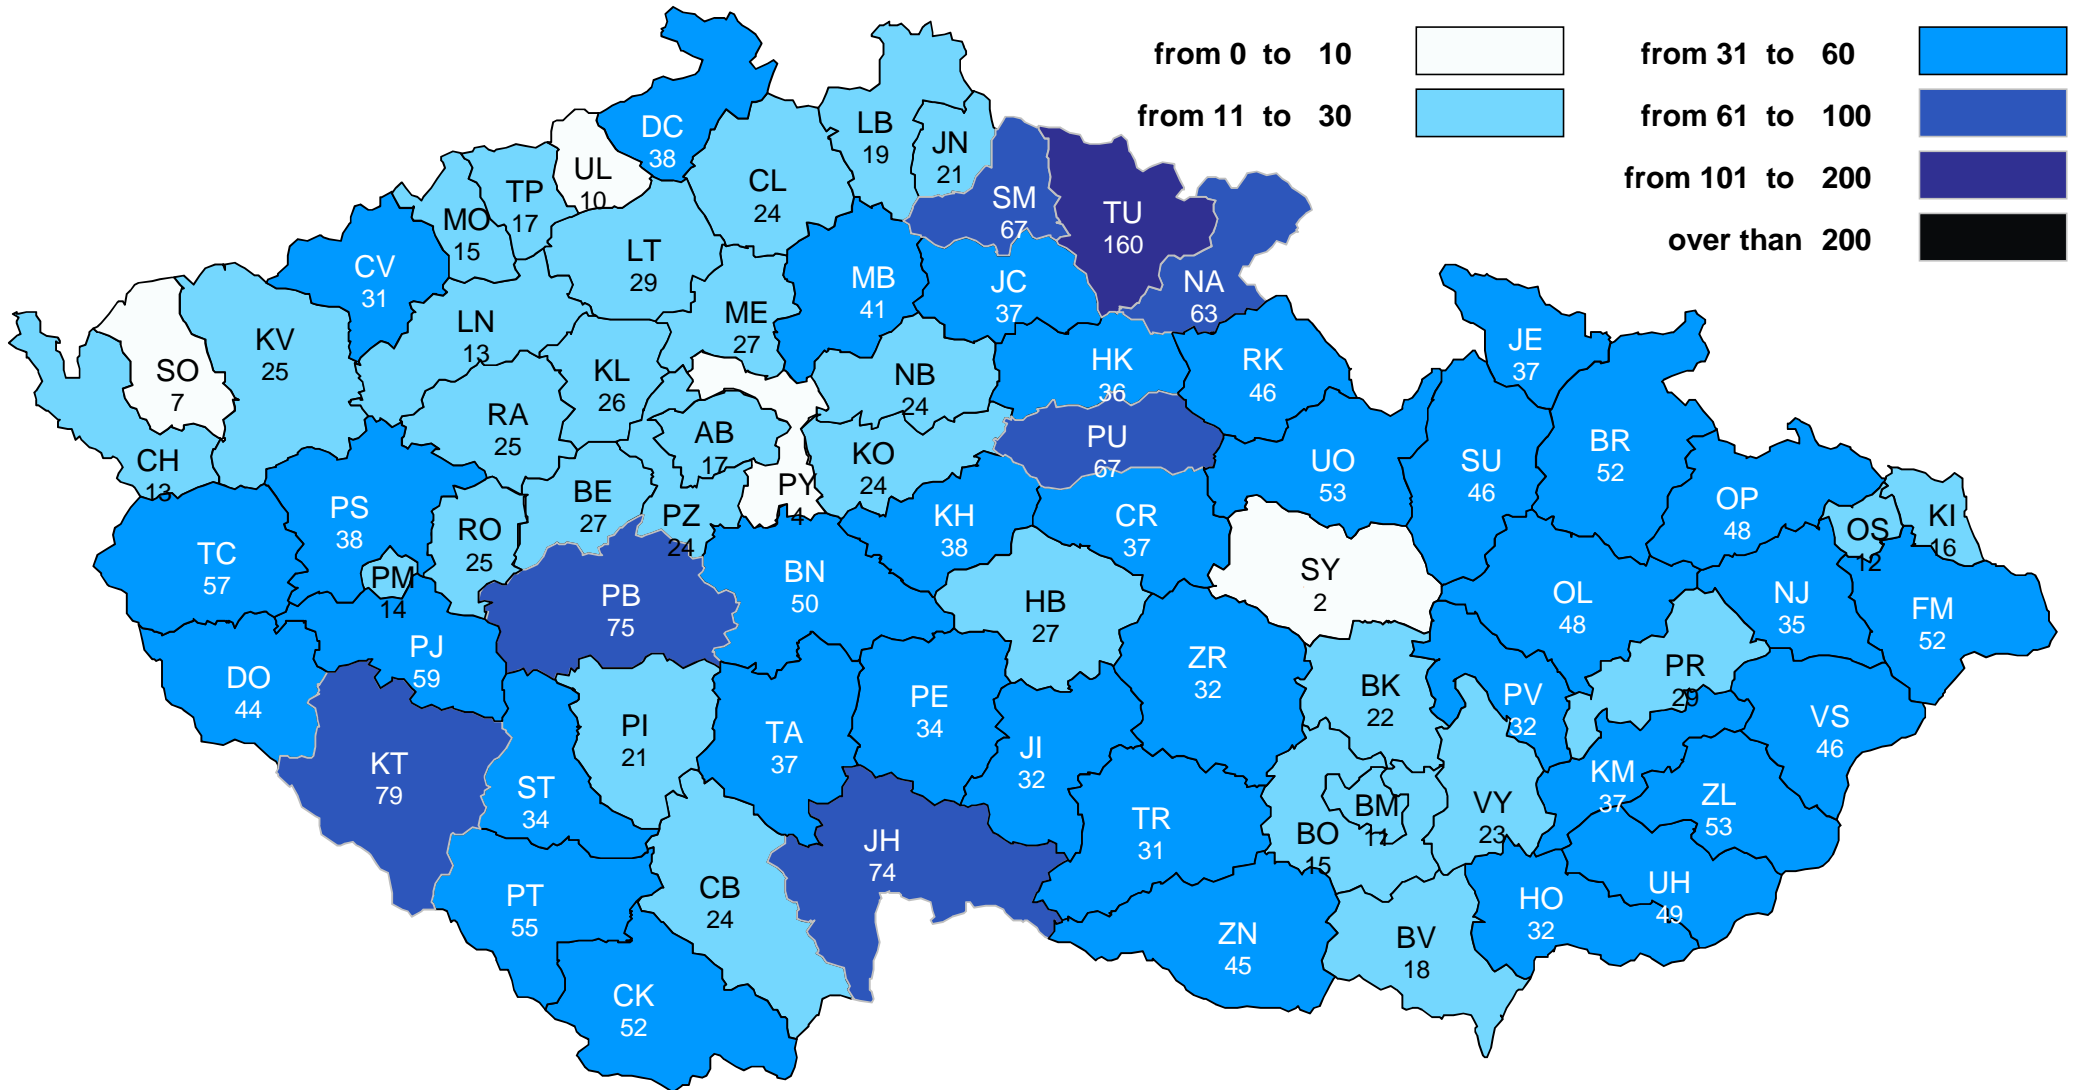 from 0 to 10
from 31 to 60
from 11 to 30
from 61 to 100
from 101 to 200
over than 200
DC
38
LB
19
JN
21
UL
10
TP
17
CL
24
SM
67
TU
160
MO
15
LT
29
CV
31
MB
41
JC
37
NA
63
ME
27
LN
13
KV
25
SO
7
KL
26
NB
24
HK
36
RK
46
JE
37
RA
25
AB
17
PU
67
KO
24
CH
13
UO
53
SU
46
BR
52
PY
4
BE
27
PZ
24
PS
38
RO
25
KH
38
CR
37
OP
48
OS
12
KI
16
TC
57
PM
14
PB
75
BN
50
HB
27
SY
2
OL
48
NJ
35
FM
52
PJ
59
DO
44
ZR
32
PR
29
BK
22
PV
32
PE
34
VS
46
PI
21
TA
37
JI
32
KT
79
ST
34
KM
37
ZL
53
BM
11
VY
23
TR
31
BO
15
JH
74
CB
24
PT
55
UH
49
HO
32
ZN
45
BV
18
CK
52